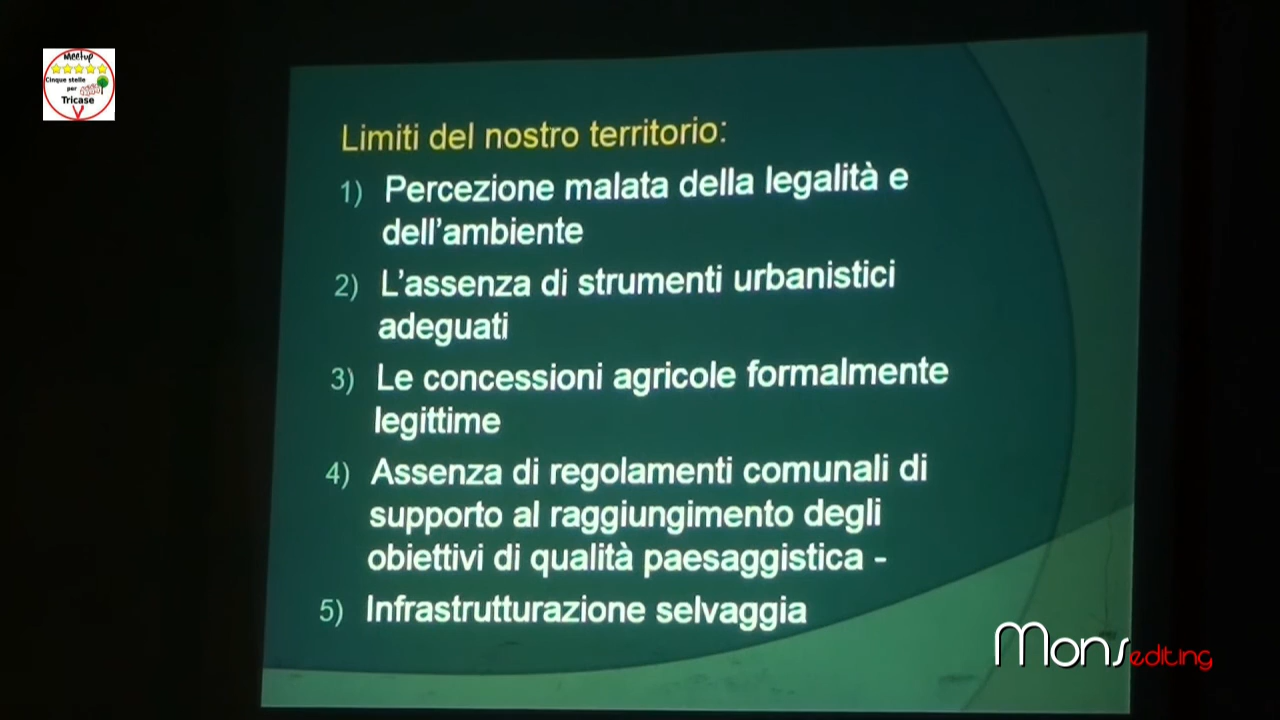 Meetup
Cinque stelle
per
Tricase
Limiti del nostro territorio:
1) Percezione malata della legalità e
dell'ambiente
2) L'assenza di strumenti urbanistici
adeguati
3) Le concessioni agricole formalmente
legittime
4) Assenza di regolamenti comunali di
supporto al raggiungimento degli
obiettivi di qualità paesaggistica -
5) Infrastrutturazione selvaggia
Mons editing